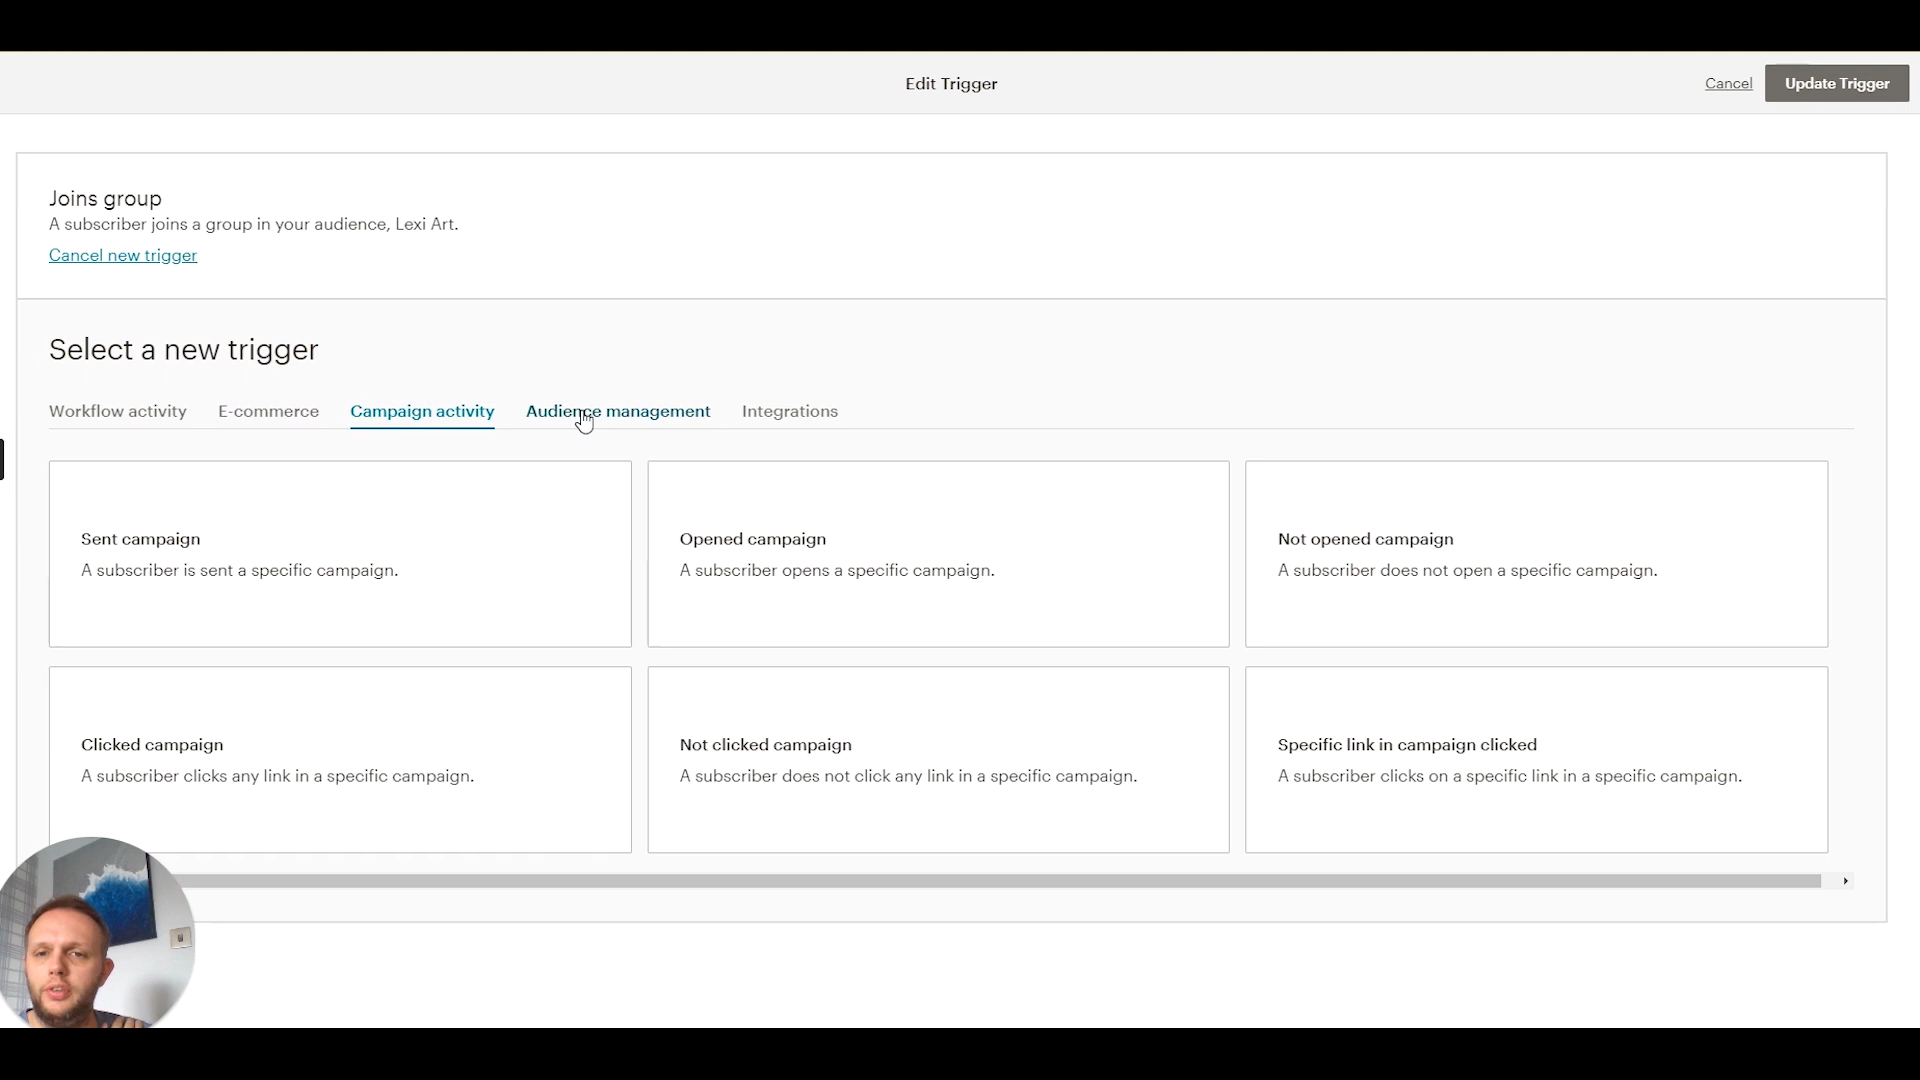 Edit Trigger
Cancel
Update Trigger
Joins group
A subscriber joins a group in your audience, Lexi Art.
Cancel new trigger
Select a new trigger
Workflow activity
E-commerce
Campaign activity
Audience management
Integrations
Sent campaign
A subscriber is sent a specific campaign.
Opened campaign
A subscriber opens a specific campaign.
Not opened campaign
A subscriber does not open a specific campaign.
Clicked campaign
A subscriber clicks any link in a specific campaign.
Not clicked campaign
A subscriber does not click any link in a specific campaign.
Specific link in campaign clicked
A subscriber clicks on a specific link in a specific campaign.